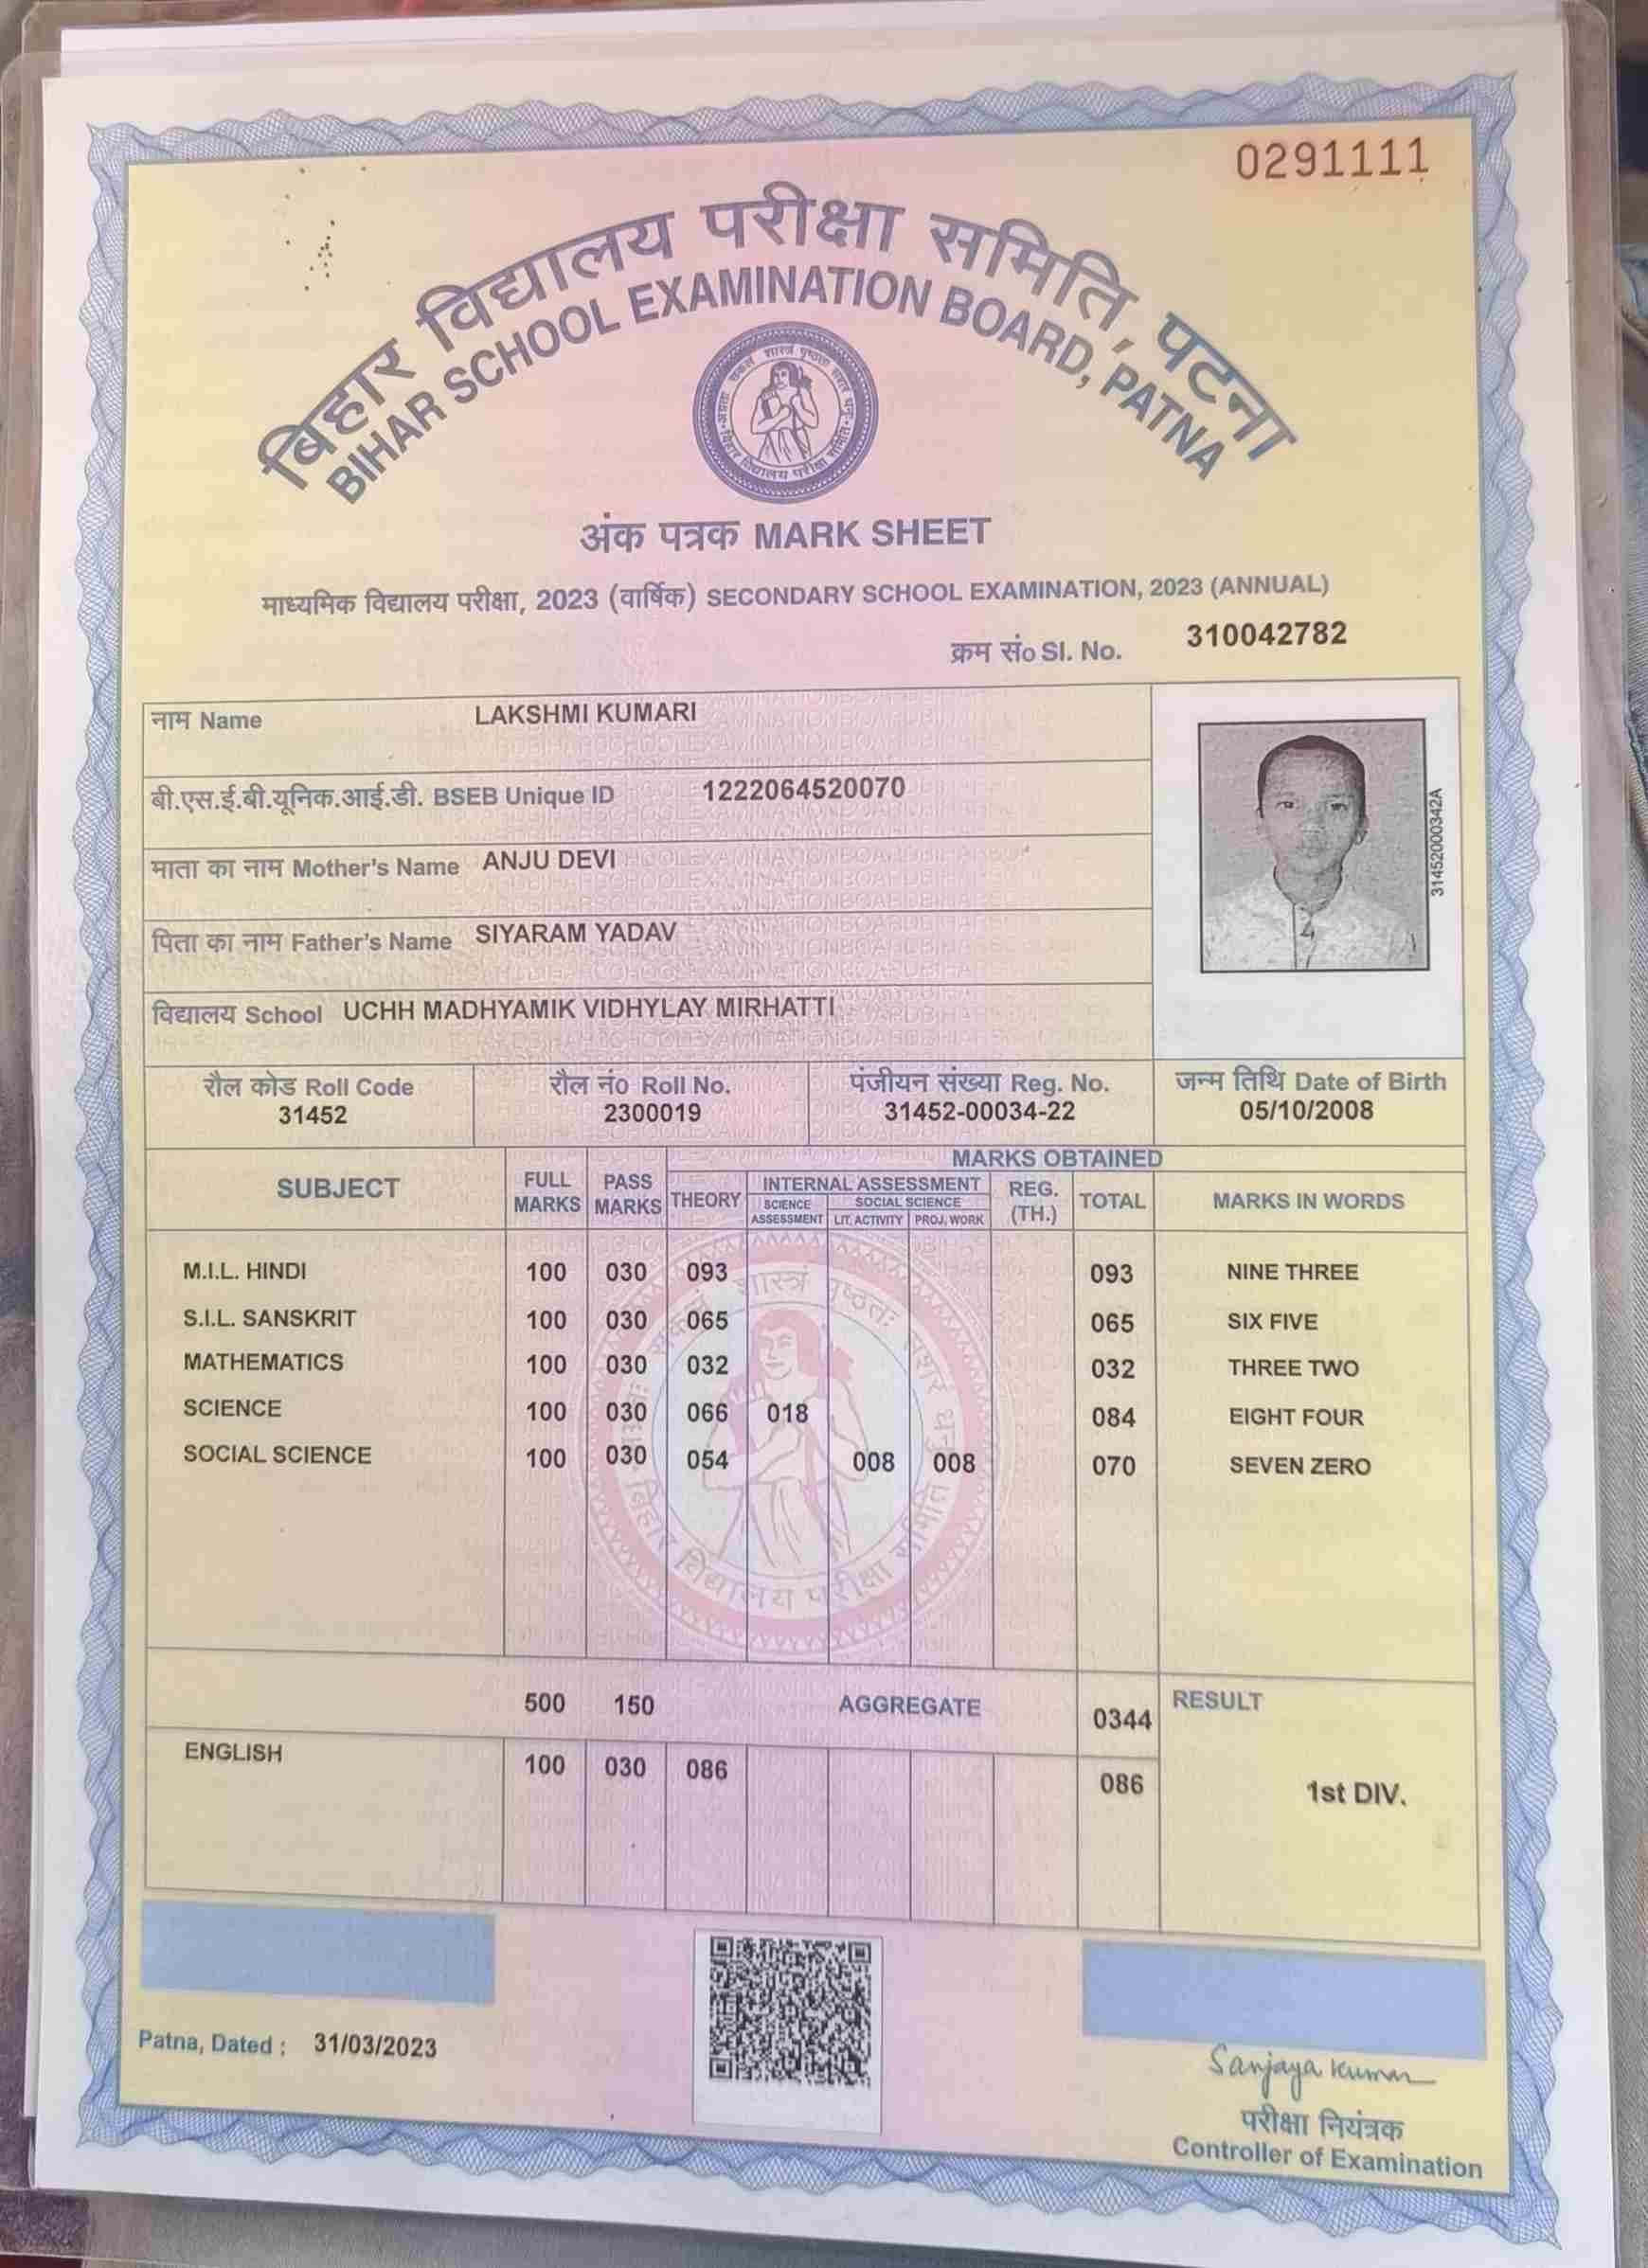 0291111
बिहार विद्यालय परीक्षा समिति, पटना
BIHAR SCHOOL EXAMINATION BOARD, PATNA
अंक पत्रक MARK SHEET
माध्यमिक विद्यालय परीक्षा, 2023 (वार्षिक) SECONDARY SCHOOL EXAMINATION, 2023 (ANNUAL)
क्रम सं० Sl. No. 310042782
नाम Name LAKSHMI KUMARI
बी.एस.ई.बी.यूनिक.आई.डी. BSEB Unique ID 1222064520070
माता का नाम Mother's Name ANJU DEVI
पिता का नाम Father's Name SIYARAM YADAV
विद्यालय School UCHH MADHYAMIK VIDHYLAY MIRHATTI
314520000342A
रौल कोड Roll Code रौल नं० Roll No. पंजीयन संख्या Reg. No. जन्म तिथि Date of Birth
31452 2300019 31452-00034-22 05/10/2008
MARKS OBTAINED
SUBJECT FULL MARKS PASS MARKS THEORY INTERNAL ASSESSMENT REG. (TH.) TOTAL MARKS IN WORDS
SCIENCE ASSESSMENT SOCIAL SCIENCE
LIT. ACTIVITY PROJ. WORK
M.I.L. HINDI 100 030 093 093 NINE THREE
S.I.L. SANSKRIT 100 030 065 065 SIX FIVE
MATHEMATICS 100 030 032 032 THREE TWO
SCIENCE 100 030 066 018 084 EIGHT FOUR
SOCIAL SCIENCE 100 030 054 008 008 070 SEVEN ZERO
500 150 AGGREGATE 0344 RESULT
ENGLISH 100 030 086 086 1st DIV.
Patna, Dated : 31/03/2023
Sanjaya Kumar
परीक्षा नियंत्रक
Controller of Examination